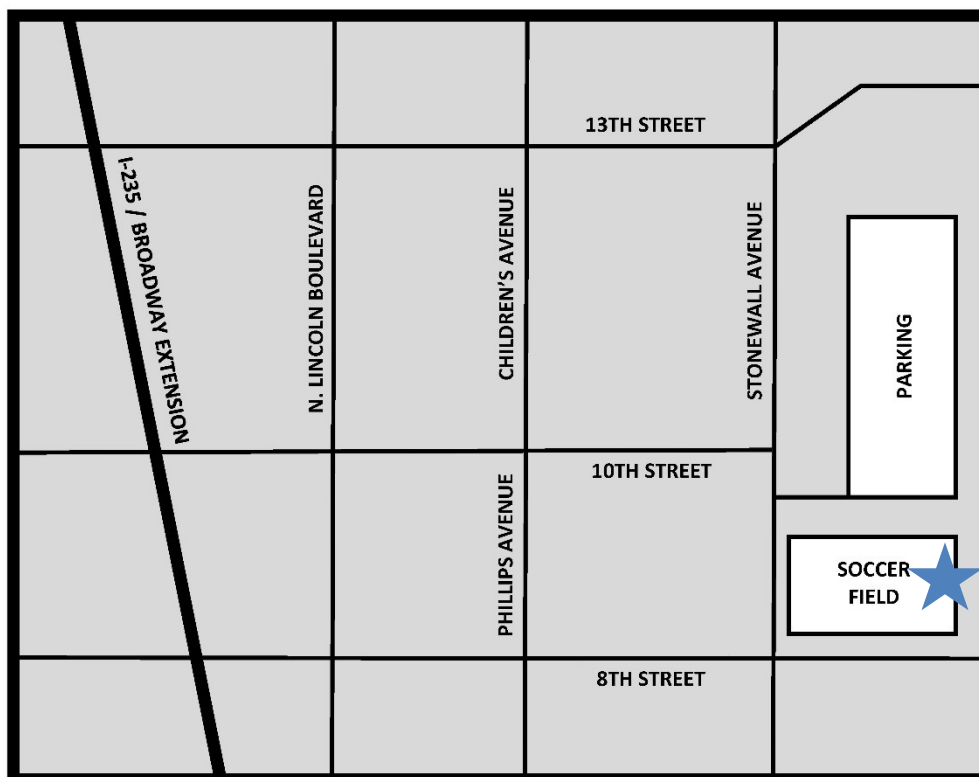 13TH STREET
I-235 / BROADWAY EXTENSION
N. LINCOLN BOULEVARD
CHILDREN'S AVENUE
STONEWALL AVENUE
PARKING
10TH STREET
PHILLIPS AVENUE
SOCCER
FIELD
8TH STREET